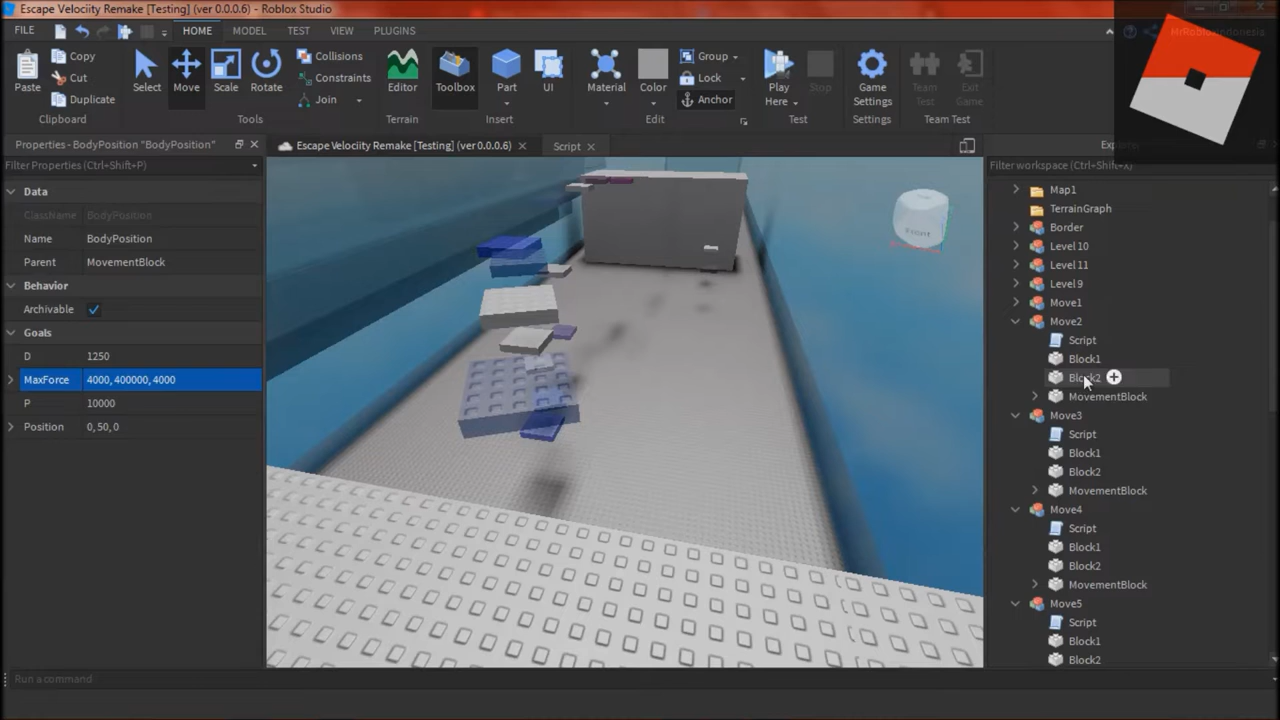 Escape Velociity Remake [Testing] (ver 0.0.0.6) - Roblox Studio
FILE
HOME
MODEL
TEST
VIEW
PLUGINS
MrRobloxorionesis
Paste
Copy
Cut
Duplicate
Clipboard
Select
Move
Scale
Rotate
Collisions
Constraints
Join
Tools
Editor
Terrain
Toolbox
Part
UI
Insert
Material
Color
Group
Lock
Anchor
Edit
Play
Here
Stop
Test
Game
Settings
Settings
Team
Test
Exit
Game
Team Test
Properties - BodyPosition "BodyPosition"
Escape Velociity Remake [Testing] (ver 0.0.0.6)
Script
Filter Properties (Ctrl+Shift+P)
Data
ClassName BodyPosition
Name BodyPosition
Parent MovementBlock
Behavior
Archivable
Goals
D 1250
MaxForce 4000, 400000, 4000
P 10000
Position 0, 50, 0
Front
Filter workspace (Ctrl+Shift+X)
Map1
TerrainGraph
Border
Level 10
Level 11
Level 9
Move1
Move2
Script
Block1
Block2
MovementBlock
Move3
Script
Block1
Block2
MovementBlock
Move4
Script
Block1
Block2
MovementBlock
Move5
Script
Block1
Block2
Run a command